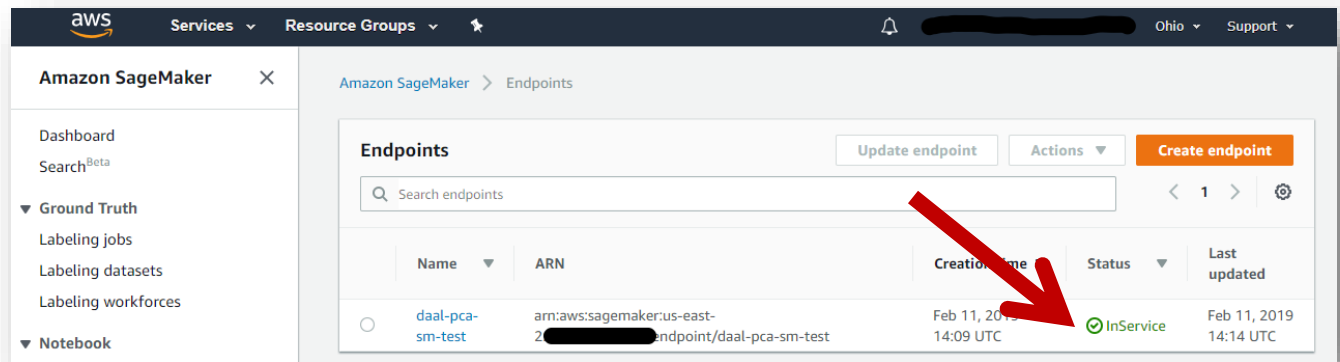 aws Services Resource Groups Ohio Support
Amazon SageMaker
Amazon SageMaker > Endpoints
Dashboard
Search Beta
Ground Truth
Labeling jobs
Labeling datasets
Labeling workforces
Notebook
Endpoints
Update endpoint Actions Create endpoint
Search endpoints
< 1 >
Name ARN Status Last
updated
daal-pca-
sm-test
arn:aws:sagemaker:us-east-
2 endpoint/daal-pca-sm-test
Feb 11,
14:09 UTC
InService
Feb 11, 2019
14:14 UTC